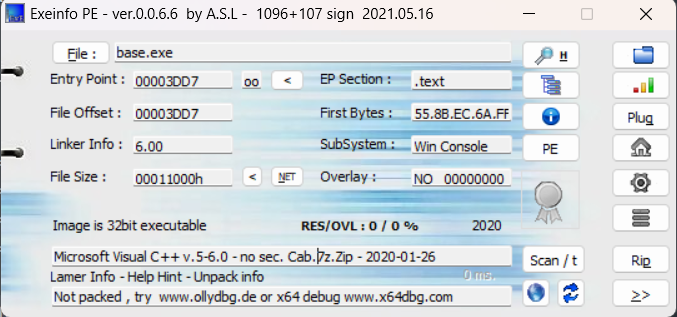 Exeinfo PE - ver.0.0.6.6 by A.S.L - 1096+107 sign 2021.05.16
File : base.exe H
Entry Point : 00003DD7 oo < EP Section : .text
File Offset : 00003DD7 First Bytes : 55.8B.EC.6A.FF Plug
Linker Info : 6.00 SubSystem : Win Console PE
File Size : 00011000h < NET Overlay : NO 00000000
Image is 32bit executable RES/OVL : 0 / 0 % 2020
Microsoft Visual C++ v.5-6.0 - no sec. Cab.7z.Zip - 2020-01-26 Scan / t Rip
Lamer Info - Help Hint - Unpack info 0 ms.
Not packed , try www.ollydbg.de or x64 debug www.x64dbg.com >>